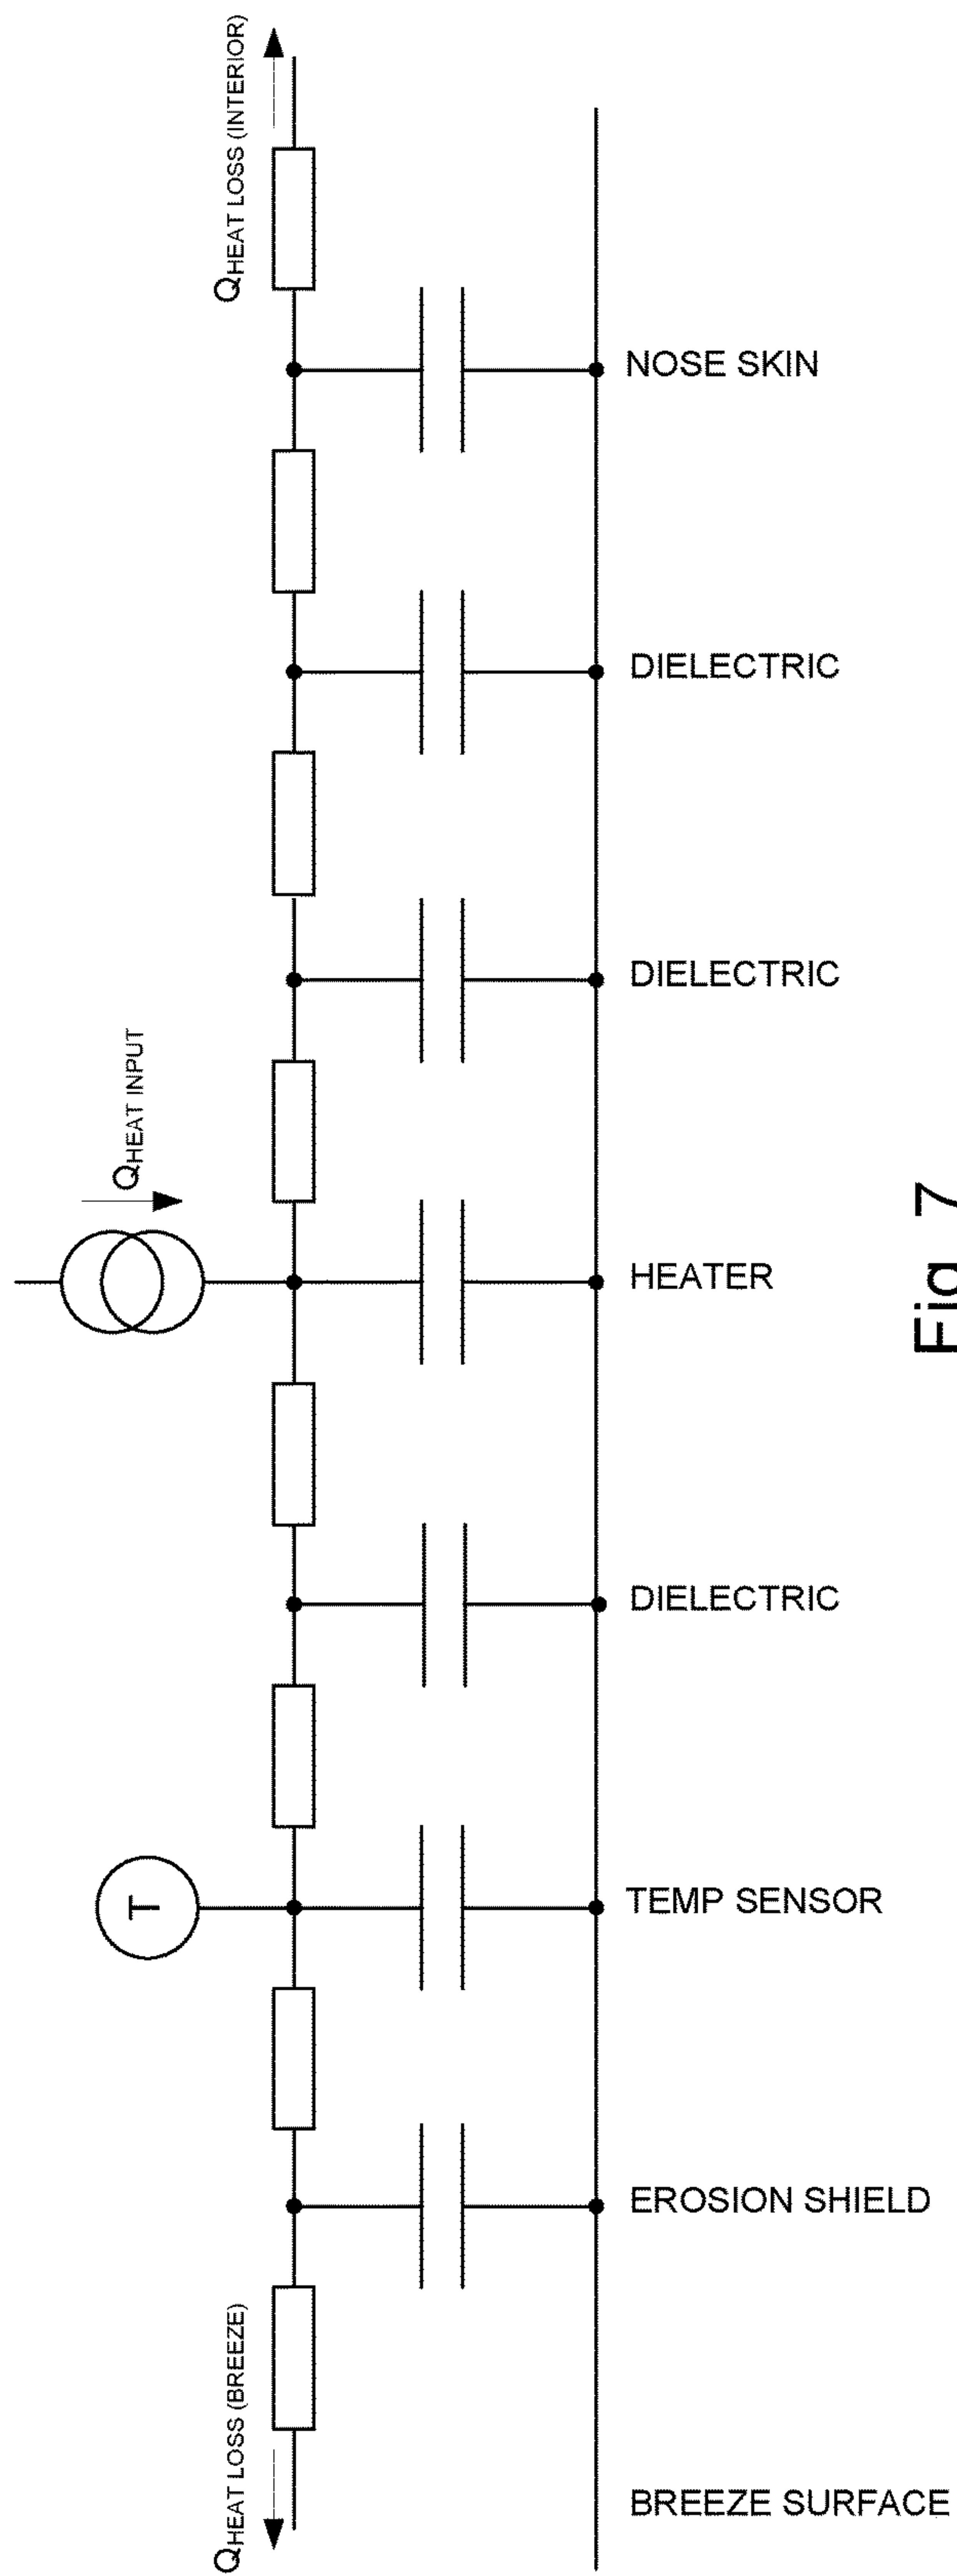 QHEAT LOSS (INTERIOR)
NOSE SKIN
DIELECTRIC
DIELECTRIC
QHEAT INPUT
HEATER
Fig. 7
DIELECTRIC
T
TEMP SENSOR
EROSION SHIELD
QHEAT LOSS (BREEZE)
BREEZE SURFACE